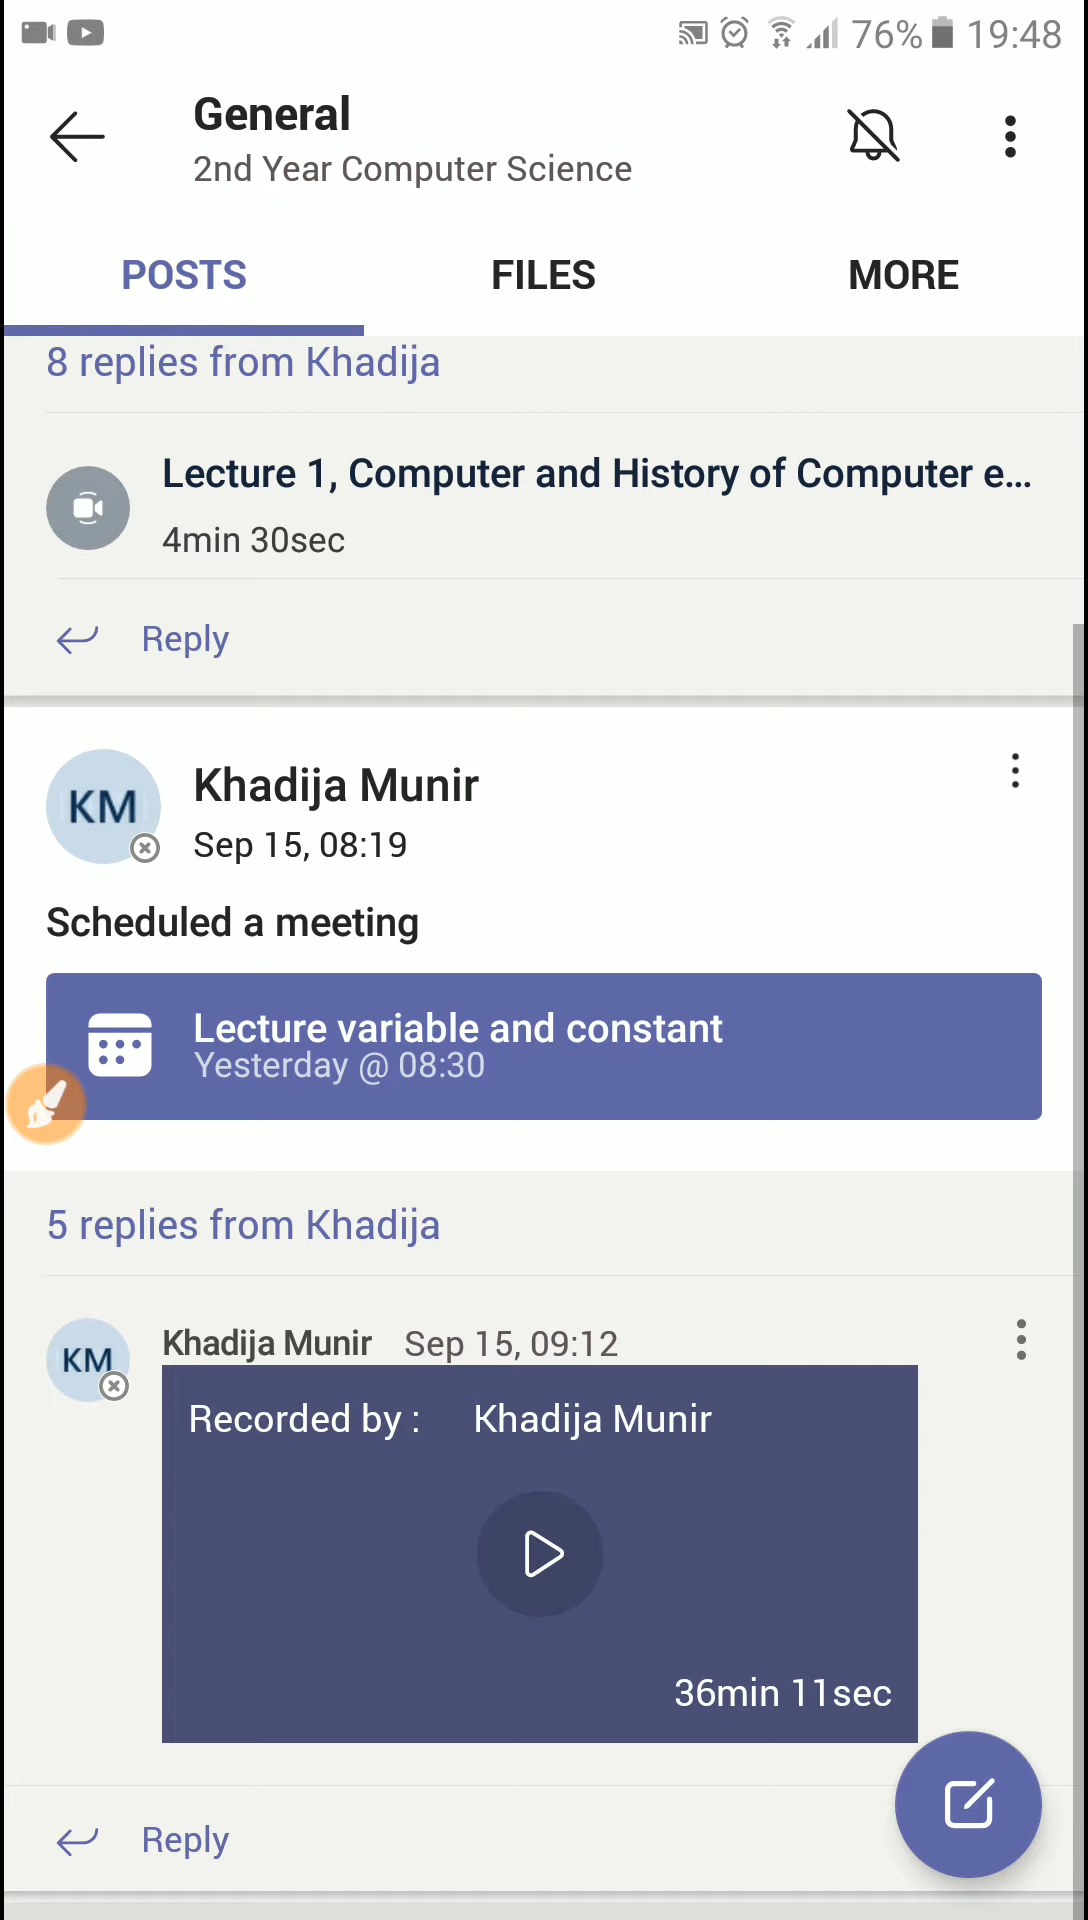 76% 19:48
General
2nd Year Computer Science
POSTS FILES MORE
8 replies from Khadija
Lecture 1, Computer and History of Computer e...
4min 30sec
Reply
KM Khadija Munir
Sep 15, 08:19
Scheduled a meeting
Lecture variable and constant
Yesterday @ 08:30
5 replies from Khadija
KM Khadija Munir Sep 15, 09:12
Recorded by : Khadija Munir
36min 11sec
Reply